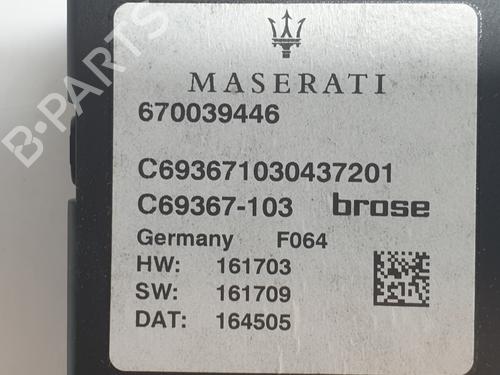 MASERATI
670039446
C693671030437201
C69367-103 brose
Germany F064
HW: 161703
SW: 161709
DAT: 164505
B-PARTS